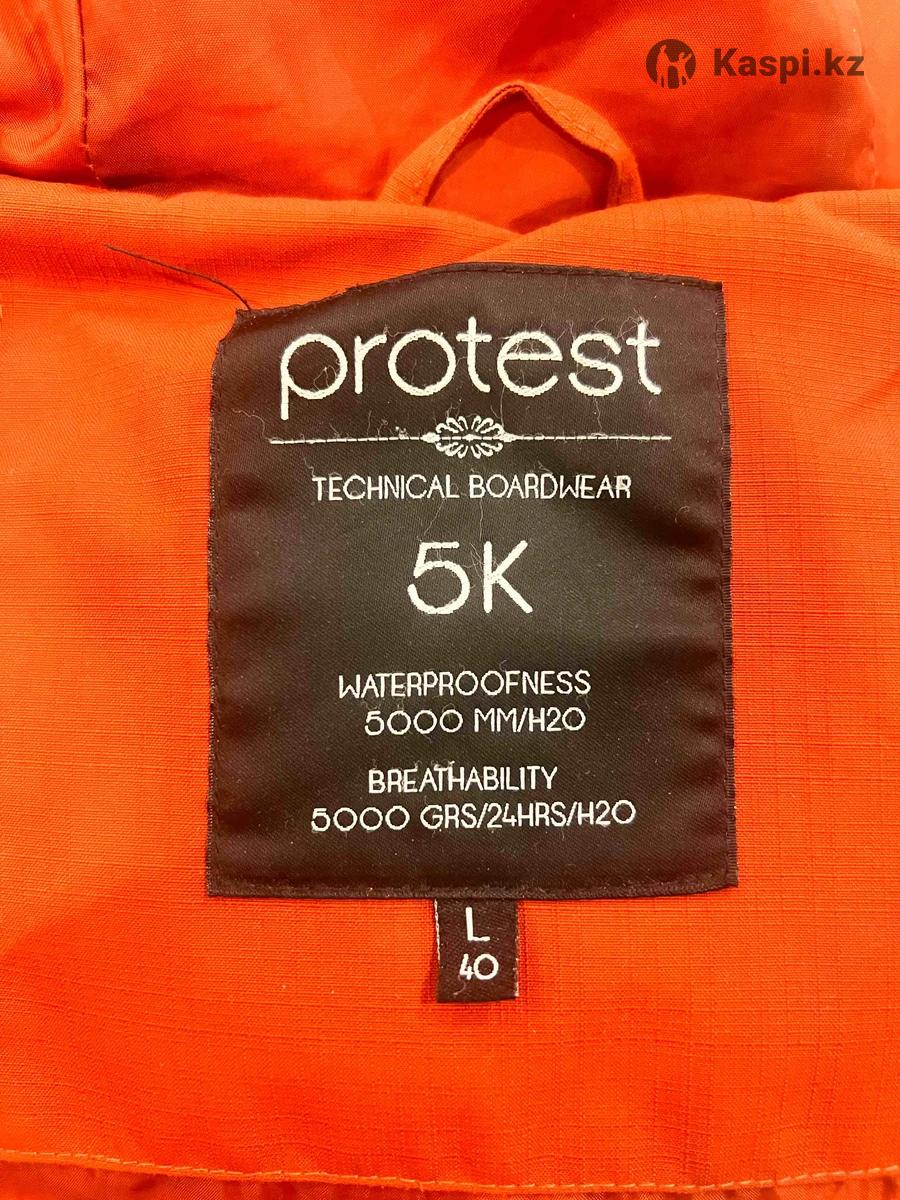 Kaspi.kz
protest
TECHNICAL BOARDWEAR
5K
WATERPROOFNESS
5000 MM/H2O
BREATHABILITY
5000 GRS/24HRS/H2O
L
40